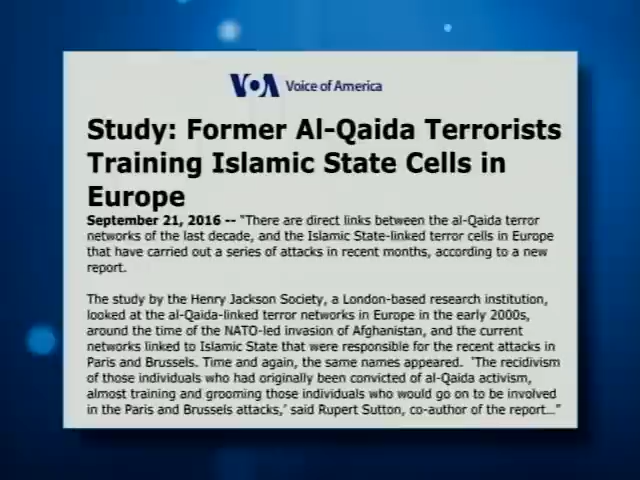 VOA Voice of America
Study: Former Al-Qaida Terrorists
Training Islamic State Cells in
Europe
September 21, 2016 -- “There are direct links between the al-Qaida terror
networks of the last decade, and the Islamic State-linked terror cells in Europe
that have carried out a series of attacks in recent months, according to a new
report.
The study by the Henry Jackson Society, a London-based research institution,
looked at the al-Qaida-linked terror networks in Europe in the early 2000s,
around the time of the NATO-led invasion of Afghanistan, and the current
networks linked to Islamic State that were responsible for the recent attacks in
Paris and Brussels. Time and again, the same names appeared. ‘The recidivism
of those individuals who had originally been convicted of al-Qaida activism,
almost training and grooming those individuals who would go on to be involved
in the Paris and Brussels attacks,’ said Rupert Sutton, co-author of the report…”